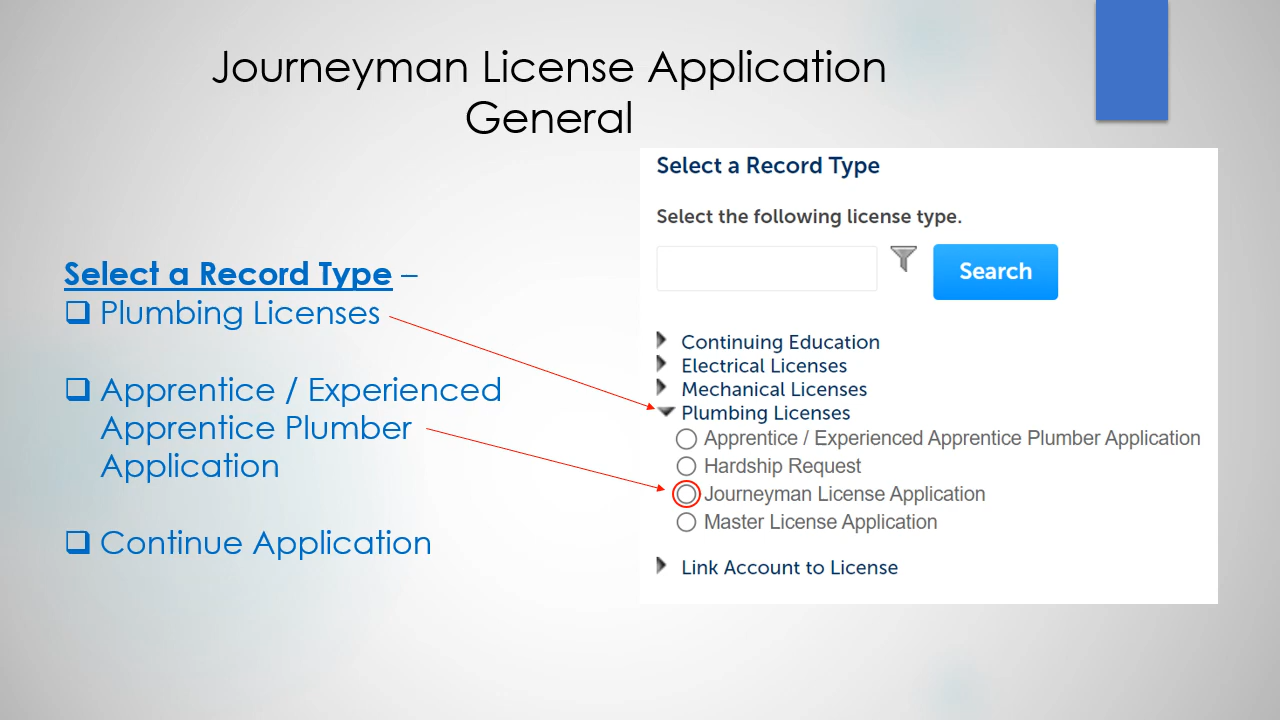 Journeyman License Application
General
Select a Record Type –
Plumbing Licenses
Apprentice / Experienced
Apprentice Plumber
Application
Continue Application
Select a Record Type
Select the following license type.
Search
Continuing Education
Electrical Licenses
Mechanical Licenses
Plumbing Licenses
Apprentice / Experienced Apprentice Plumber Application
Hardship Request
Journeyman License Application
Master License Application
Link Account to License